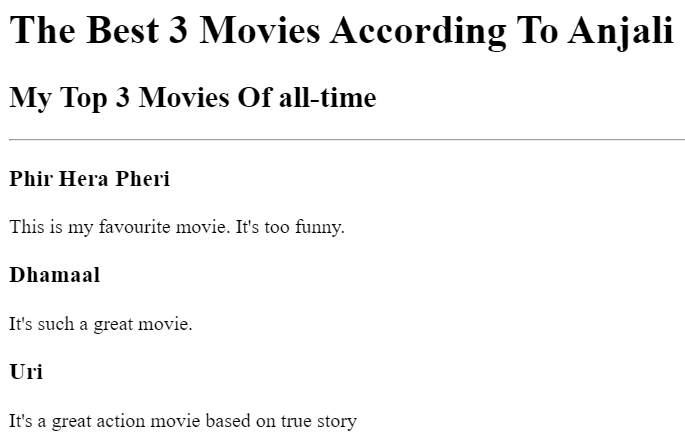 The Best 3 Movies According To Anjali
My Top 3 Movies Of all-time
Phir Hera Pheri
This is my favourite movie. It's too funny.
Dhamaal
It's such a great movie.
Uri
It's a great action movie based on true story